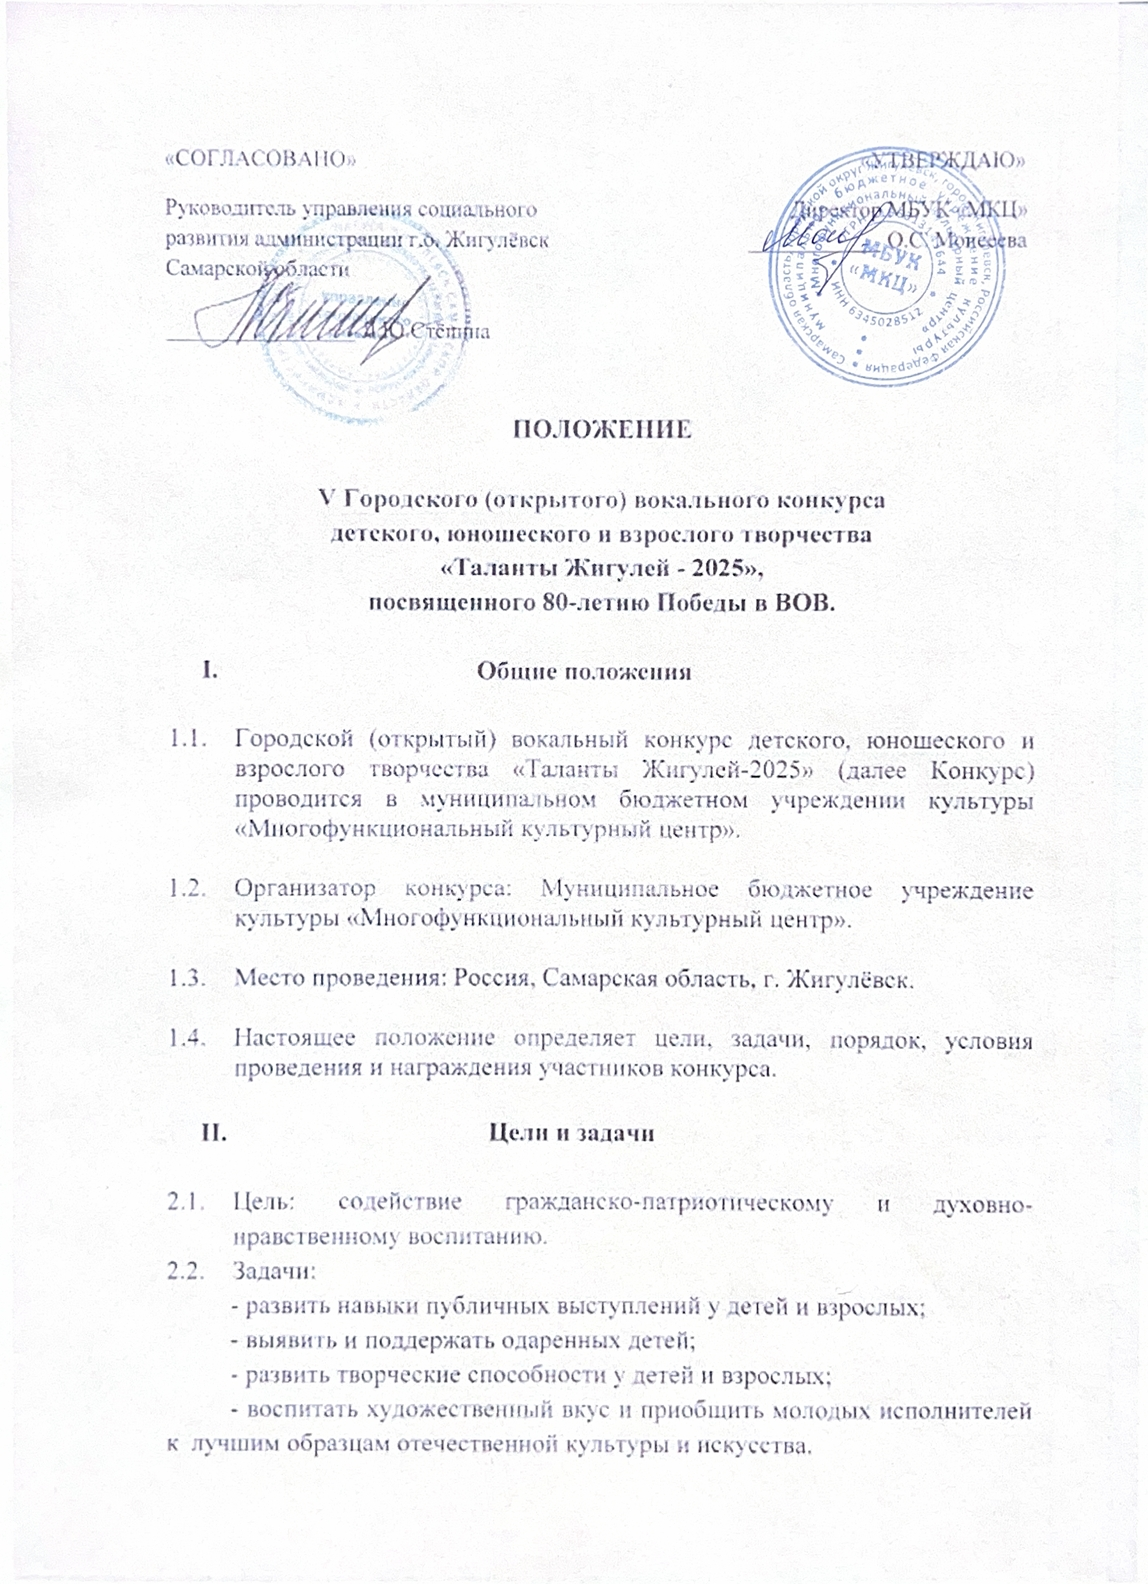 «СОГЛАСОВАНО»
Руководитель управления социального
развития администрации г.о. Жигулёвск
Самарской области
А.Ю.Стёшина
«УТВЕРЖДАЮ»
Директор МБУК «МКЦ»
О.С. Моисеева
МБУК
«МКЦ»
ИНН 6345028512
ПОЛОЖЕНИЕ
V Городского (открытого) вокального конкурса
детского, юношеского и взрослого творчества
«Таланты Жигулей - 2025»,
посвященного 80-летию Победы в ВОВ.
I. Общие положения
1.1. Городской (открытый) вокальный конкурс детского, юношеского и
взрослого творчества «Таланты Жигулей-2025» (далее Конкурс)
проводится в муниципальном бюджетном учреждении культуры
«Многофункциональный культурный центр».
1.2. Организатор конкурса: Муниципальное бюджетное учреждение
культуры «Многофункциональный культурный центр».
1.3. Место проведения: Россия, Самарская область, г. Жигулёвск.
1.4. Настоящее положение определяет цели, задачи, порядок, условия
проведения и награждения участников конкурса.
II. Цели и задачи
2.1. Цель: содействие гражданско-патриотическому и духовно-
нравственному воспитанию.
2.2. Задачи:
- развить навыки публичных выступлений у детей и взрослых;
- выявить и поддержать одаренных детей;
- развить творческие способности у детей и взрослых;
- воспитать художественный вкус и приобщить молодых исполнителей
к лучшим образцам отечественной культуры и искусства.